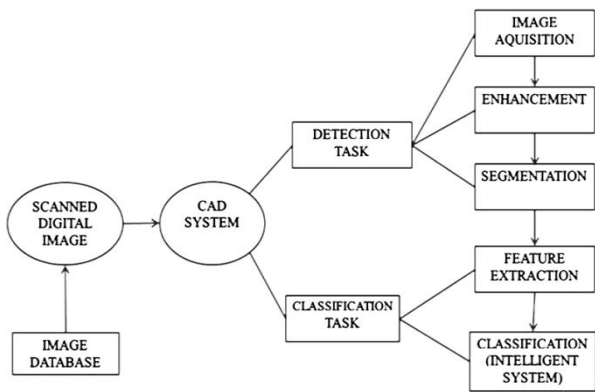 IMAGE
AQUISITION
ENHANCEMENT
DETECTION
TASK
SEGMENTATION
SCANNED
DIGITAL
IMAGE
CAD
SYSTEM
FEATURE
EXTRACTION
CLASSIFICATION
TASK
IMAGE
DATABASE
CLASSIFICATION
(INTELLIGENT
SYSTEM)